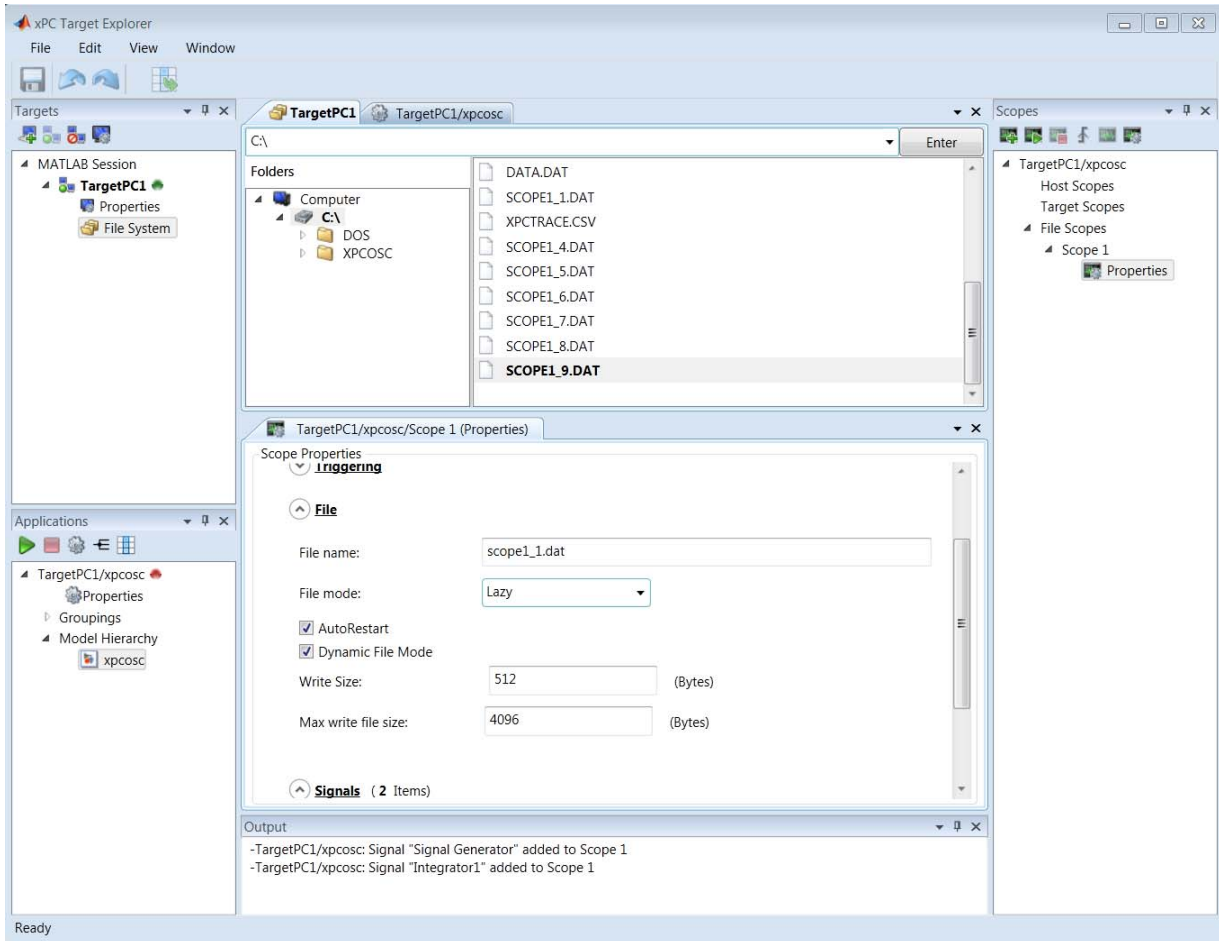 xPC Target Explorer
File Edit View Window
Targets
MATLAB Session
TargetPC1
Properties
File System
Applications
TargetPC1/xpcosc
Properties
Groupings
Model Hierarchy
xpcosc
TargetPC1 TargetPC1/xpcosc
C:\ Enter
Folders
Computer
C:\
DOS
XPCOSC
DATA.DAT
SCOPE1_1.DAT
XPCTRACE.CSV
SCOPE1_4.DAT
SCOPE1_5.DAT
SCOPE1_6.DAT
SCOPE1_7.DAT
SCOPE1_8.DAT
SCOPE1_9.DAT
TargetPC1/xpcosc/Scope 1 (Properties)
Scope Properties
Triggering
File
File name: scope1_1.dat
File mode: Lazy
AutoRestart
Dynamic File Mode
Write Size: 512 (Bytes)
Max write file size: 4096 (Bytes)
Signals ( 2 Items)
Output
-TargetPC1/xpcosc: Signal "Signal Generator" added to Scope 1
-TargetPC1/xpcosc: Signal "Integrator1" added to Scope 1
Scopes
TargetPC1/xpcosc
Host Scopes
Target Scopes
File Scopes
Scope 1
Properties
Ready